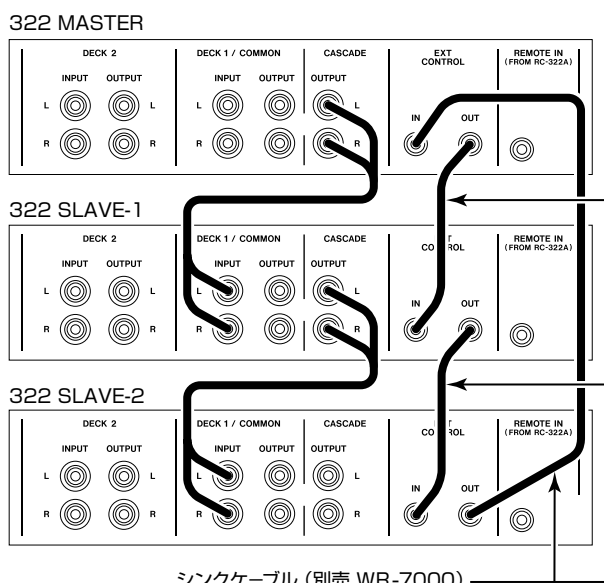 322 MASTER
DECK 2 DECK 1 / COMMON CASCADE EXT CONTROL REMOTE IN (FROM RC-322A)
INPUT OUTPUT INPUT OUTPUT OUTPUT
L L L L IN OUT
R R R R
322 SLAVE-1
DECK 2 DECK 1 / COMMON CASCADE REMOTE IN (FROM RC-322A)
INPUT OUTPUT INPUT OUTPUT OUTPUT
L L L L IN OUT
R R R R
322 SLAVE-2
DECK 2 DECK 1 / COMMON CASCADE REMOTE IN (FROM RC-322A)
INPUT OUTPUT INPUT OUTPUT OUTPUT
L L L L IN OUT
R R R R
シンクケーブル (別売 WR-7000)